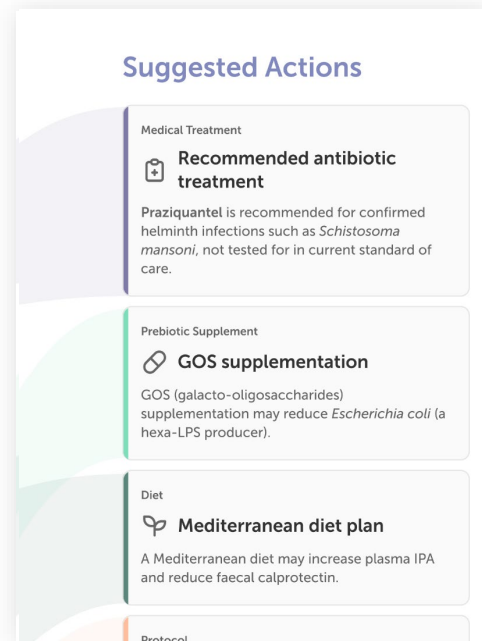 Suggested Actions
Medical Treatment
Recommended antibiotic
treatment
Praziquantel is recommended for confirmed
helminth infections such as Schistosoma
mansoni, not tested for in current standard of
care.
Prebiotic Supplement
GOS supplementation
GOS (galacto-oligosaccharides)
supplementation may reduce Escherichia coli (a
hexa-LPS producer).
Diet
Mediterranean diet plan
A Mediterranean diet may increase plasma IPA
and reduce faecal calprotectin.
Protocol